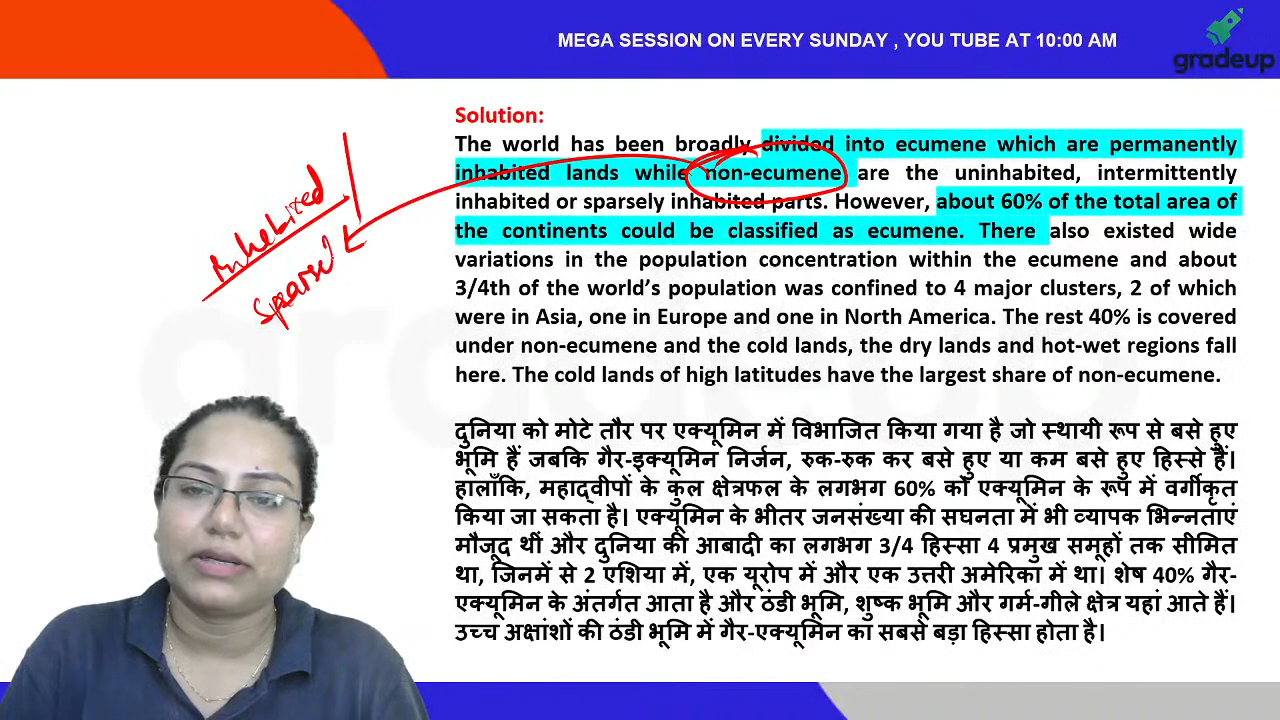 MEGA SESSION ON EVERY SUNDAY , YOU TUBE AT 10:00 AM
gradeup
Solution:
The world has been broadly divided into ecumene which are permanently
inhabited lands while non-ecumene are the uninhabited, intermittently
inhabited or sparsely inhabited parts. However, about 60% of the total area of
the continents could be classified as ecumene. There also existed wide
variations in the population concentration within the ecumene and about
3/4th of the world's population was confined to 4 major clusters, 2 of which
were in Asia, one in Europe and one in North America. The rest 40% is covered
under non-ecumene and the cold lands, the dry lands and hot-wet regions fall
here. The cold lands of high latitudes have the largest share of non-ecumene.
दुनिया को मोटे तौर पर एक्यूमिन में विभाजित किया गया है जो स्थायी रूप से बसे हुए
भूमि हैं जबकि गैर-इक्यूमिन निर्जन, रुक-रुक कर बसे हुए या कम बसे हुए हिस्से हैं।
हालाँकि, महाद्वीपों के कुल क्षेत्रफल के लगभग 60% को एक्यूमिन के रूप में वर्गीकृत
किया जा सकता है। एक्यूमिन के भीतर जनसंख्या की सघनता में भी व्यापक भिन्नताएं
मौजूद थीं और दुनिया की आबादी का लगभग 3/4 हिस्सा 4 प्रमुख समूहों तक सीमित
था, जिनमें से 2 एशिया में, एक यूरोप में और एक उत्तरी अमेरिका में था। शेष 40% गैर-
एक्यूमिन के अंतर्गत आता है और ठंडी भूमि, शुष्क भूमि और गर्म-गीले क्षेत्र यहां आते हैं।
उच्च अक्षांशों की ठंडी भूमि में गैर-एक्यूमिन का सबसे बड़ा हिस्सा होता है।
gradeup